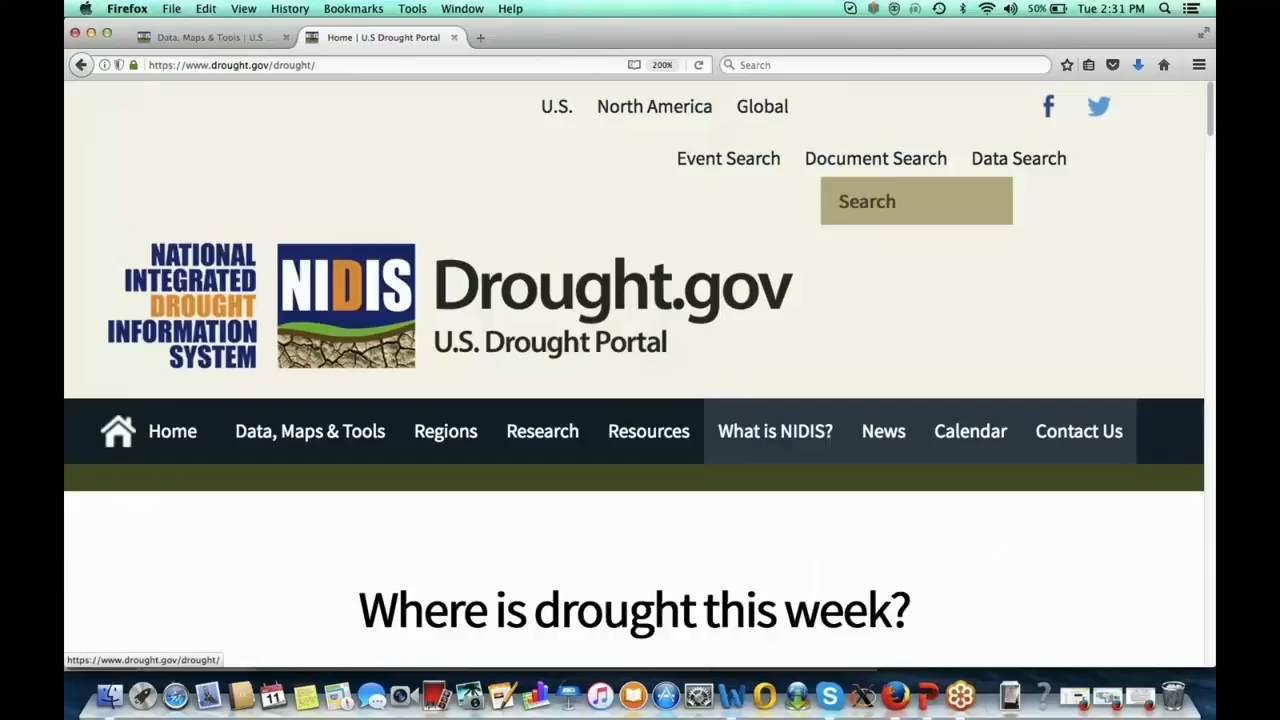 Firefox File Edit View History Bookmarks Tools Window Help 50% Tue 2:31 PM
Data, Maps & Tools | U.S ... Home | U.S Drought Portal
https://www.drought.gov/drought/ 200% Search
U.S. North America Global
Event Search Document Search Data Search
Search
NATIONAL
INTEGRATED
DROUGHT
INFORMATION
SYSTEM
NIDIS
Drought.gov
U.S. Drought Portal
Home Data, Maps & Tools Regions Research Resources What is NIDIS? News Calendar Contact Us
Where is drought this week?
https://www.drought.gov/drought/